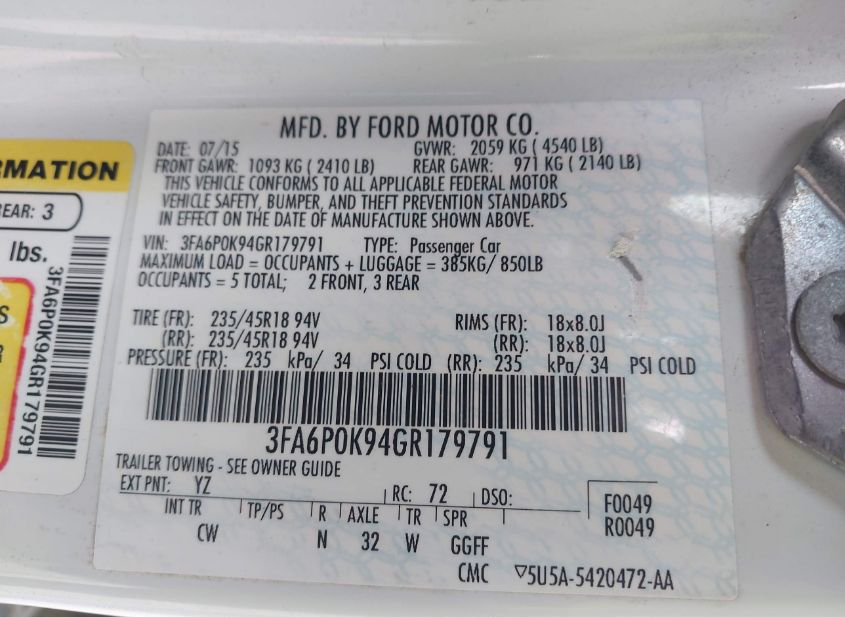 MFD. BY FORD MOTOR CO.
DATE: 07/15 GVWR: 2059 KG (4540 LB)
FRONT GAWR: 1093 KG (2410 LB) REAR GAWR: 971 KG (2140 LB)
THIS VEHICLE CONFORMS TO ALL APPLICABLE FEDERAL MOTOR
VEHICLE SAFETY, BUMPER, AND THEFT PREVENTION STANDARDS
IN EFFECT ON THE DATE OF MANUFACTURE SHOWN ABOVE.
VIN: 3FA6P0K94GR179791 TYPE: Passenger Car
MAXIMUM LOAD = OCCUPANTS + LUGGAGE = 385KG/ 850LB
OCCUPANTS = 5 TOTAL; 2 FRONT, 3 REAR
TIRE (FR): 235/45R18 94V RIMS (FR): 18x8.0J
(RR): 235/45R18 94V (RR): 18x8.0J
PRESSURE (FR): 235 kPa/ 34 PSI COLD (RR): 235 kPa/ 34 PSI COLD
3FA6P0K94GR179791
TRAILER TOWING - SEE OWNER GUIDE
EXT PNT: YZ RC: 72 DSO:
F0049
R0049
INT TR TP/PS R AXLE TR SPR
CW N 32 W GGFF
CMC ▽5U5A-5420472-AA
RMATION
REAR: 3
lbs.
3FA6P0K94GR179791